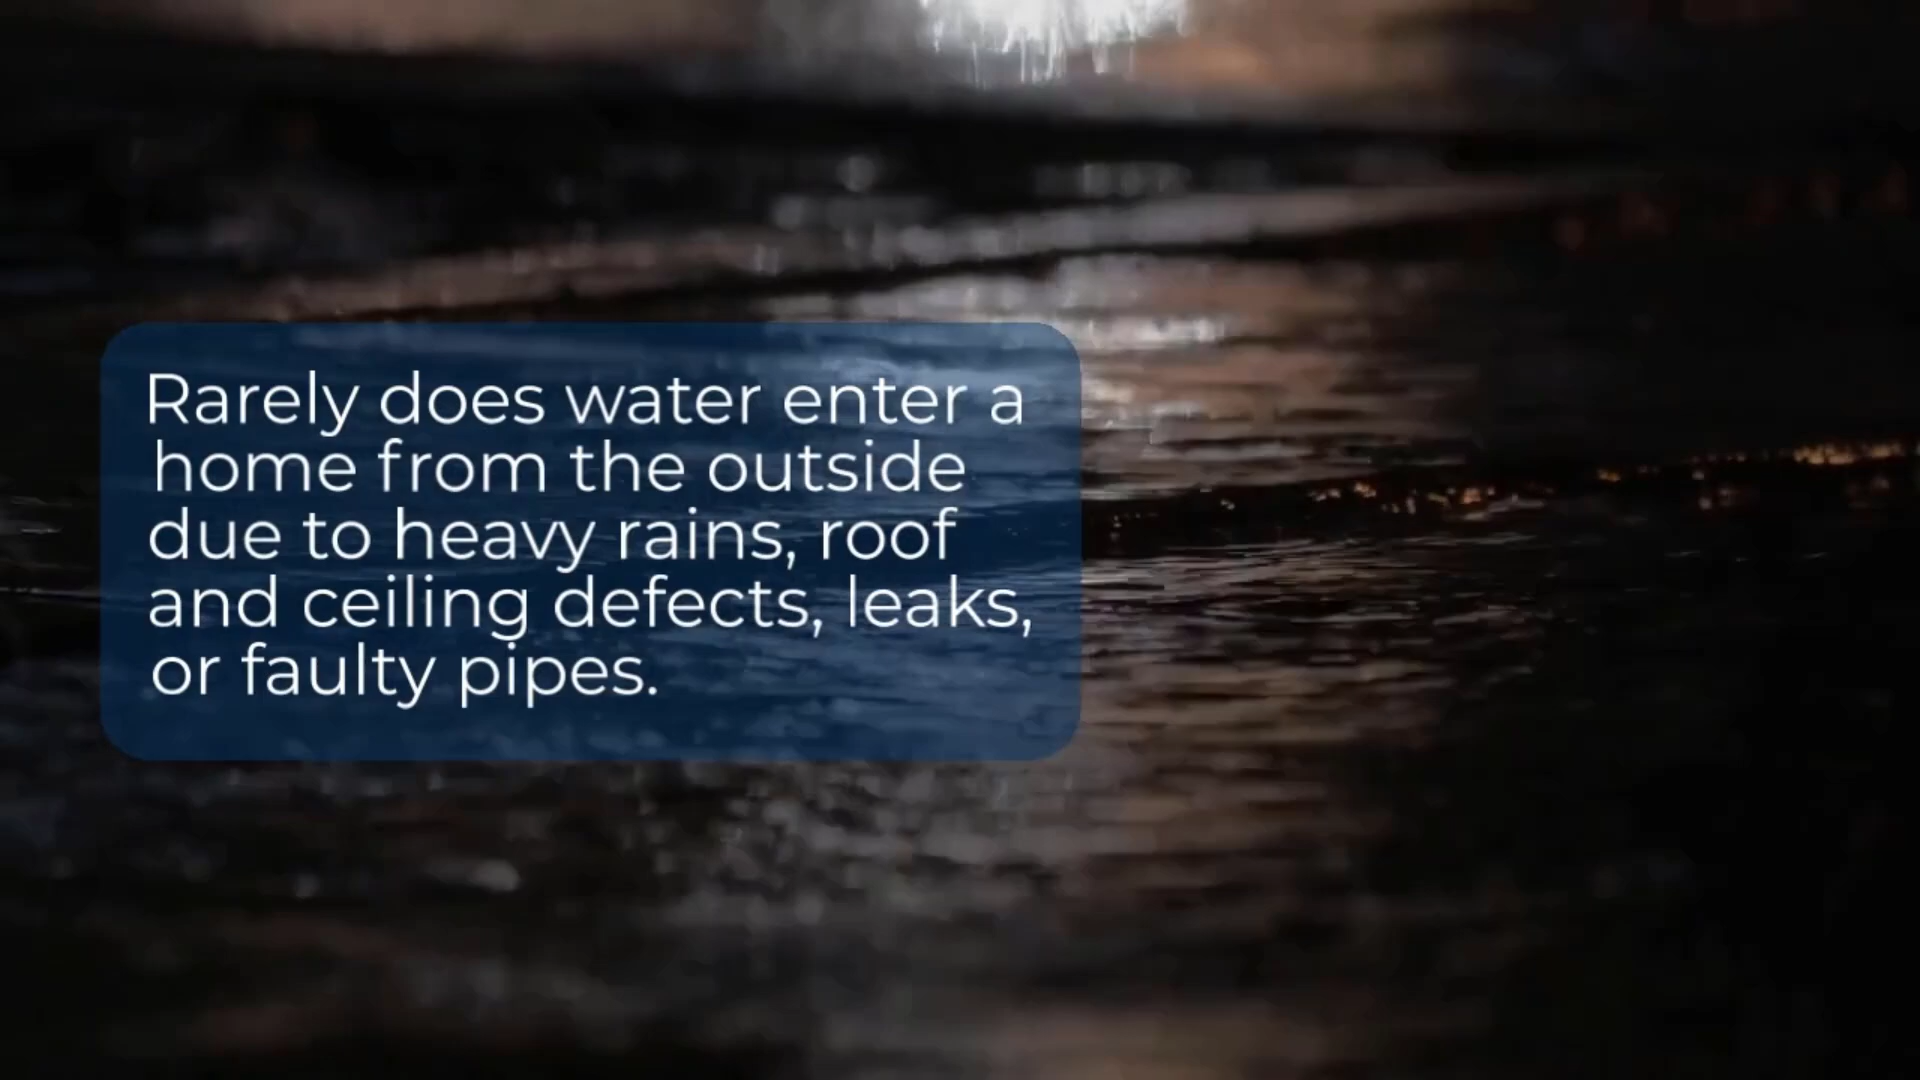 Rarely does water enter a
home from the outside
due to heavy rains, roof
and ceiling defects, leaks,
or faulty pipes.